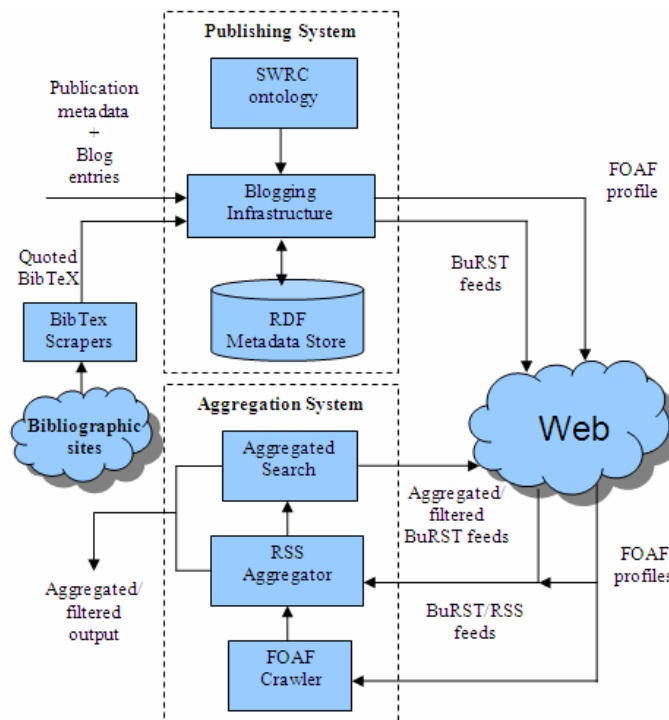 Publishing System
SWRC
ontology
Publication
metadata
+
Blog
entries
Blogging
Infrastructure
FOAF
profile
Quoted
BibTeX
BuRST
feeds
BibTex
Scrapers
RDF
Metadata Store
Bibliographic
sites
Aggregation System
Web
Aggregated
Search
Aggregated/
filtered
BuRST feeds
RSS
Aggregator
FOAF
profiles
Aggregated/
filtered
output
BuRST/RSS
feeds
FOAF
Crawler